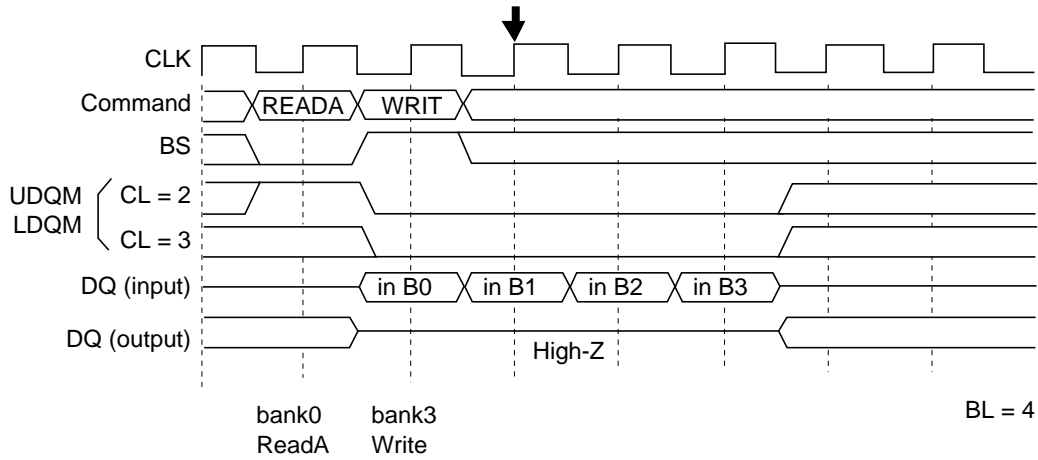 CLK
Command
READA
WRIT
BS
UDQM
LDQM
CL = 2
CL = 3
DQ (input)
in B0
in B1
in B2
in B3
DQ (output)
High-Z
bank0
ReadA
bank3
Write
BL = 4